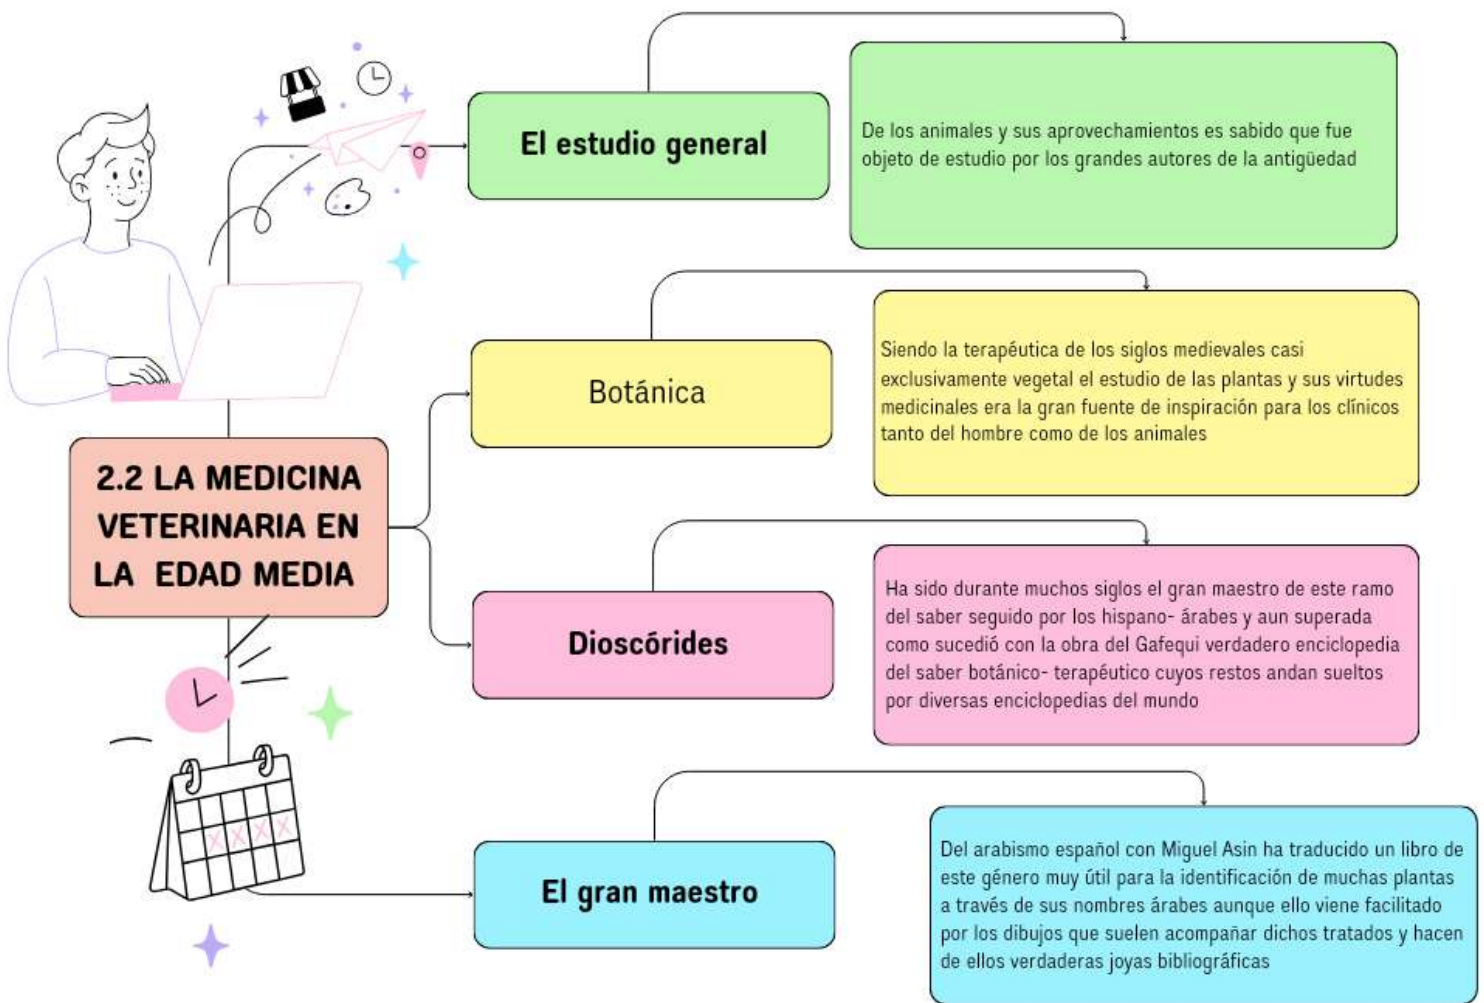 El estudio general
De los animales y sus aprovechamientos es sabido que fue
objeto de estudio por los grandes autores de la antigüedad
Botánica
Siendo la terapéutica de los siglos medievales casi
exclusivamente vegetal el estudio de las plantas y sus virtudes
medicinales era la gran fuente de inspiración para los clínicos
tanto del hombre como de los animales
2.2 LA MEDICINA
VETERINARIA EN
LA EDAD MEDIA
Dioscórides
Ha sido durante muchos siglos el gran maestro de este ramo
del saber seguido por los hispano- árabes y aun superada
como sucedió con la obra del Gafequi verdadero enciclopedia
del saber botánico- terapéutico cuyos restos andan sueltos
por diversas enciclopedias del mundo
El gran maestro
Del arabismo español con Miguel Asin ha traducido un libro de
este género muy útil para la identificación de muchas plantas
a través de sus nombres árabes aunque ello viene facilitado
por los dibujos que suelen acompañar dichos tratados y hacen
de ellos verdaderas joyas bibliográficas